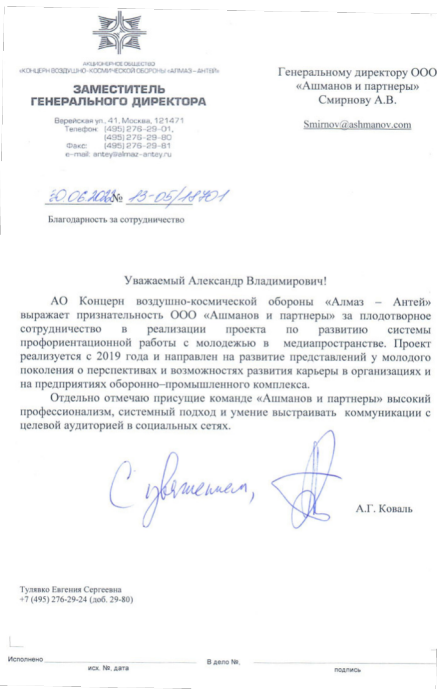 АКЦИОНЕРНОЕ ОБЩЕСТВО
«КОНЦЕРН ВОЗДУШНО-КОСМИЧЕСКОЙ ОБОРОНЫ «АЛМАЗ – АНТЕЙ»
ЗАМЕСТИТЕЛЬ
ГЕНЕРАЛЬНОГО ДИРЕКТОРА
Верейская ул., 41, Москва, 121471
Телефон: (495) 276-29-01,
(495) 276-29-80
Факс: (495) 276-29-81
e-mail: antey@almaz-antey.ru
Генеральному директору ООО
«Ашманов и партнеры»
Смирнову А.В.
Smirnov@ashmanov.com
№ 13-05/
Благодарность за сотрудничество
Уважаемый Александр Владимирович!
АО Концерн воздушно-космической обороны «Алмаз – Антей»
выражает признательность ООО «Ашманов и партнеры» за плодотворное
сотрудничество в реализации проекта по развитию системы
профориентационной работы с молодежью в медиапространстве. Проект
реализуется с 2019 года и направлен на развитие представлений у молодого
поколения о перспективах и возможностях развития карьеры в организациях и
на предприятиях оборонно–промышленного комплекса.
Отдельно отмечаю присущие команде «Ашманов и партнеры» высокий
профессионализм, системный подход и умение выстраивать коммуникации с
целевой аудиторией в социальных сетях.
С уважением,
А.Г. Коваль
Тулявко Евгения Сергеевна
+7 (495) 276-29-24 (доб. 29-80)
Исполнено
В дело №,
исх. №, дата
подпись